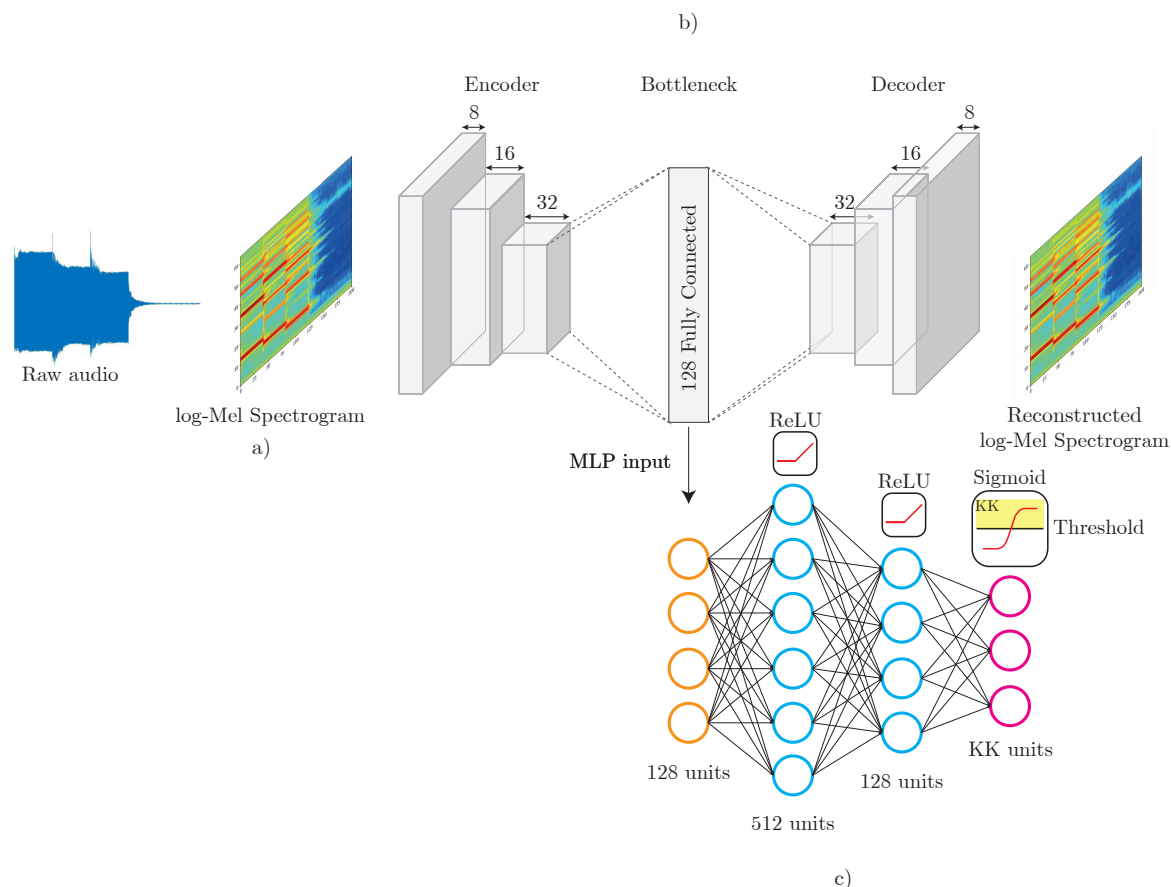 b)
Encoder
Bottleneck
Decoder
8
16
32
8
16
32
128 Fully Connected
Raw audio
log-Mel Spectrogram
a)
Reconstructed
log-Mel Spectrogram
MLP input
ReLU
ReLU
Sigmoid
KK
Threshold
128 units
512 units
128 units
KK units
c)